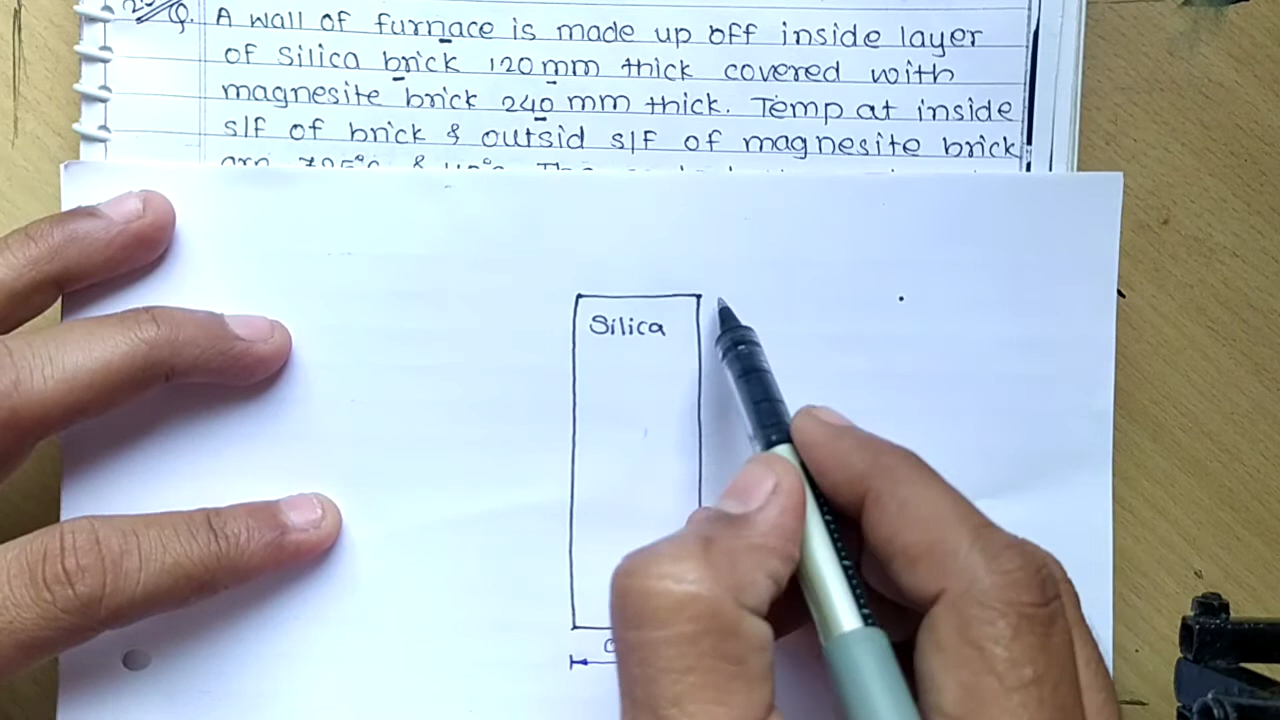 Q. A wall of furnace is made up off inside layer
of Silica brick 120 mm thick covered with
magnesite brick 240 mm thick. Temp at inside
s/f of brick & outsid s/f of magnesite brick
Silica